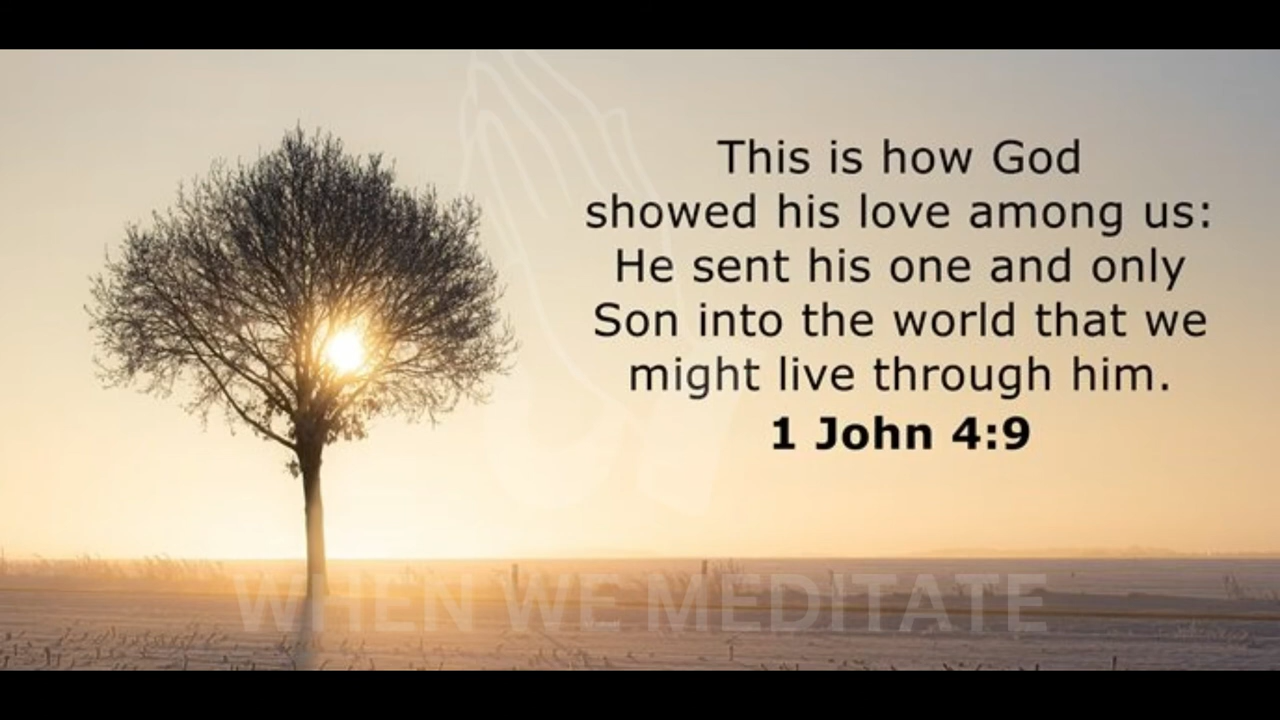 This is how God
showed his love among us:
He sent his one and only
Son into the world that we
might live through him.
1 John 4:9
WHEN WE MEDITATE